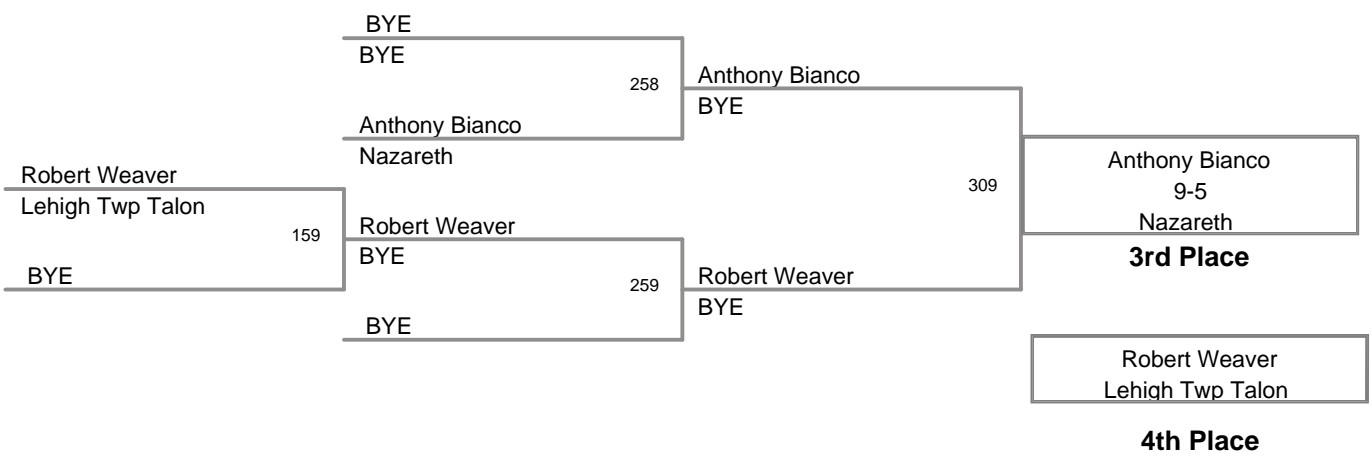 BYE
BYE
258
Anthony Bianco
Nazareth
Anthony Bianco
BYE
Robert Weaver
Lehigh Twp Talon
159
BYE
Robert Weaver
BYE
259
BYE
Robert Weaver
BYE
309
Anthony Bianco
9-5
Nazareth
3rd Place
Robert Weaver
Lehigh Twp Talon
4th Place